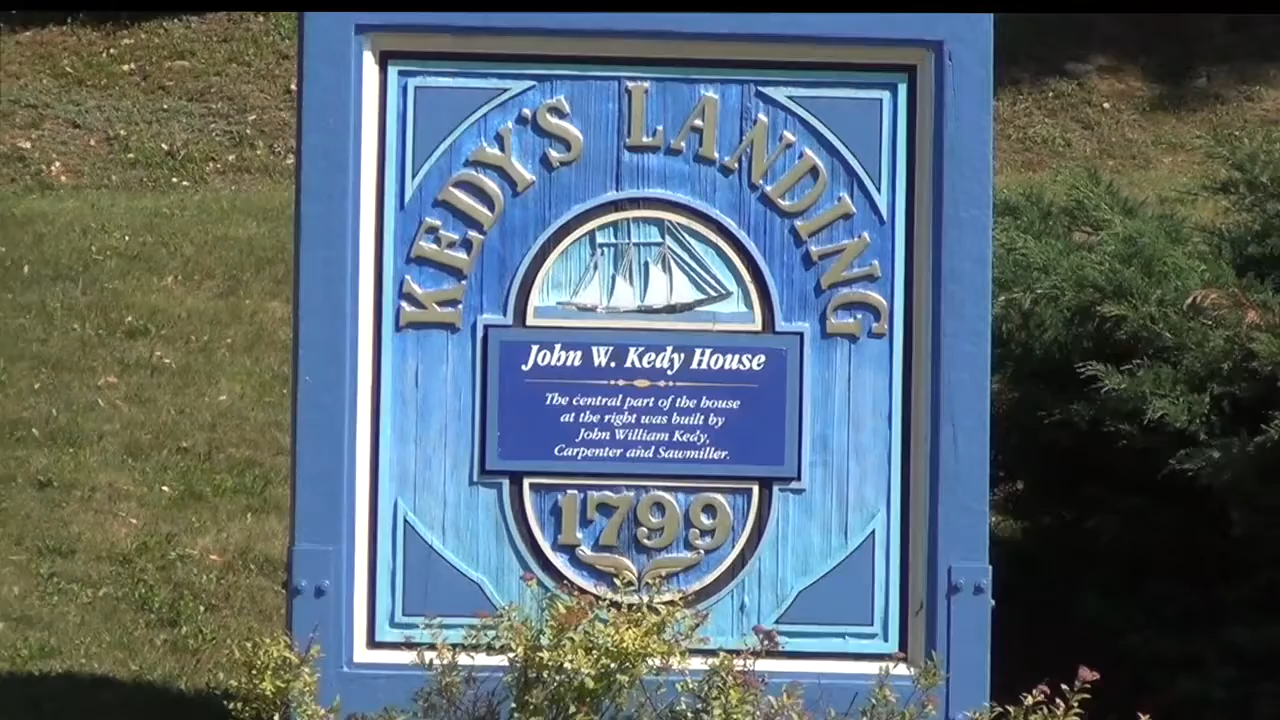 KEDY'S LANDING
John W. Kedy House
The central part of the house
at the right was built by
John William Kedy,
Carpenter and Sawmiller.
1799